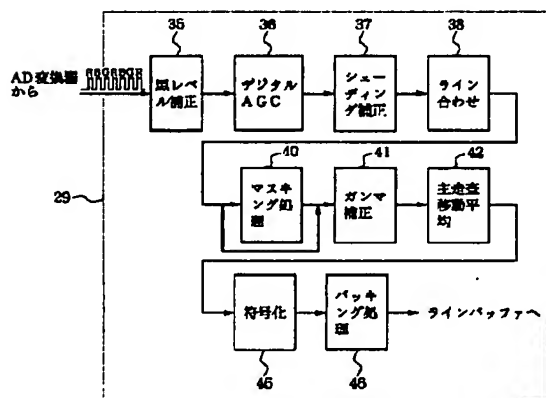 35
36
37
38
AD変換器
から
黒レベ
ル補正
デジタル
AGC
シェー
ディン
グ補正
ライン
合わせ
29
40
41
42
マスキ
ング処
理
ガンマ
補正
主走査
移動平
均
符号化
パッキ
ング処
理
ラインバッファへ
45
46